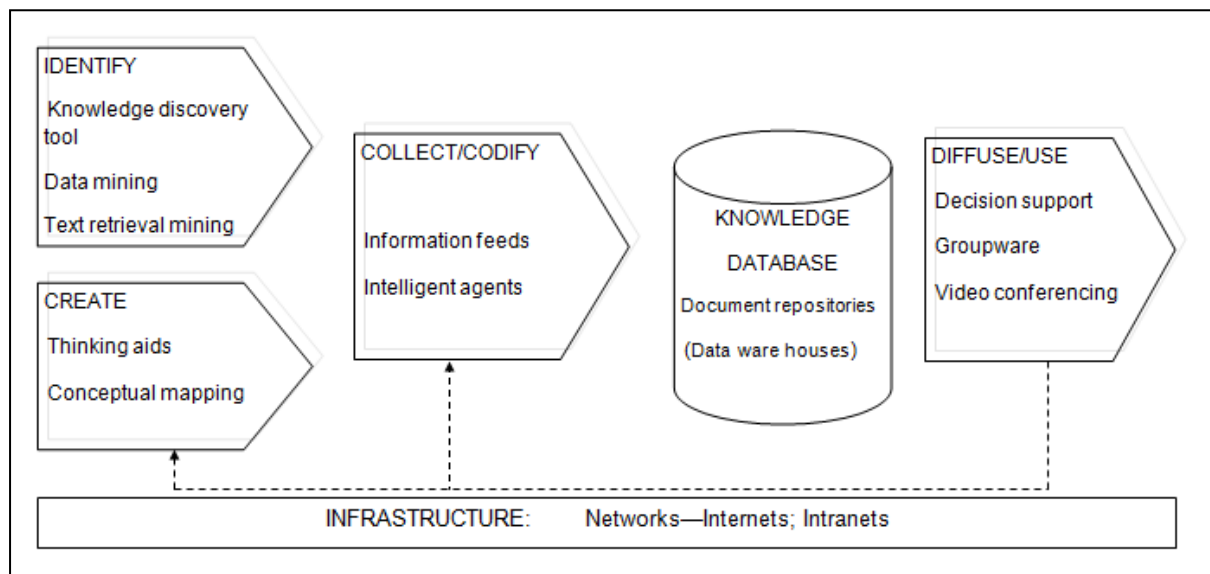 IDENTIFY
Knowledge discovery
tool
Data mining
Text retrieval mining
CREATE
Thinking aids
Conceptual mapping
COLLECT/CODIFY
Information feeds
Intelligent agents
KNOWLEDGE
DATABASE
Document repositories
(Data ware houses)
DIFFUSE/USE
Decision support
Groupware
Video conferencing
INFRASTRUCTURE: Networks—Internets; Intranets